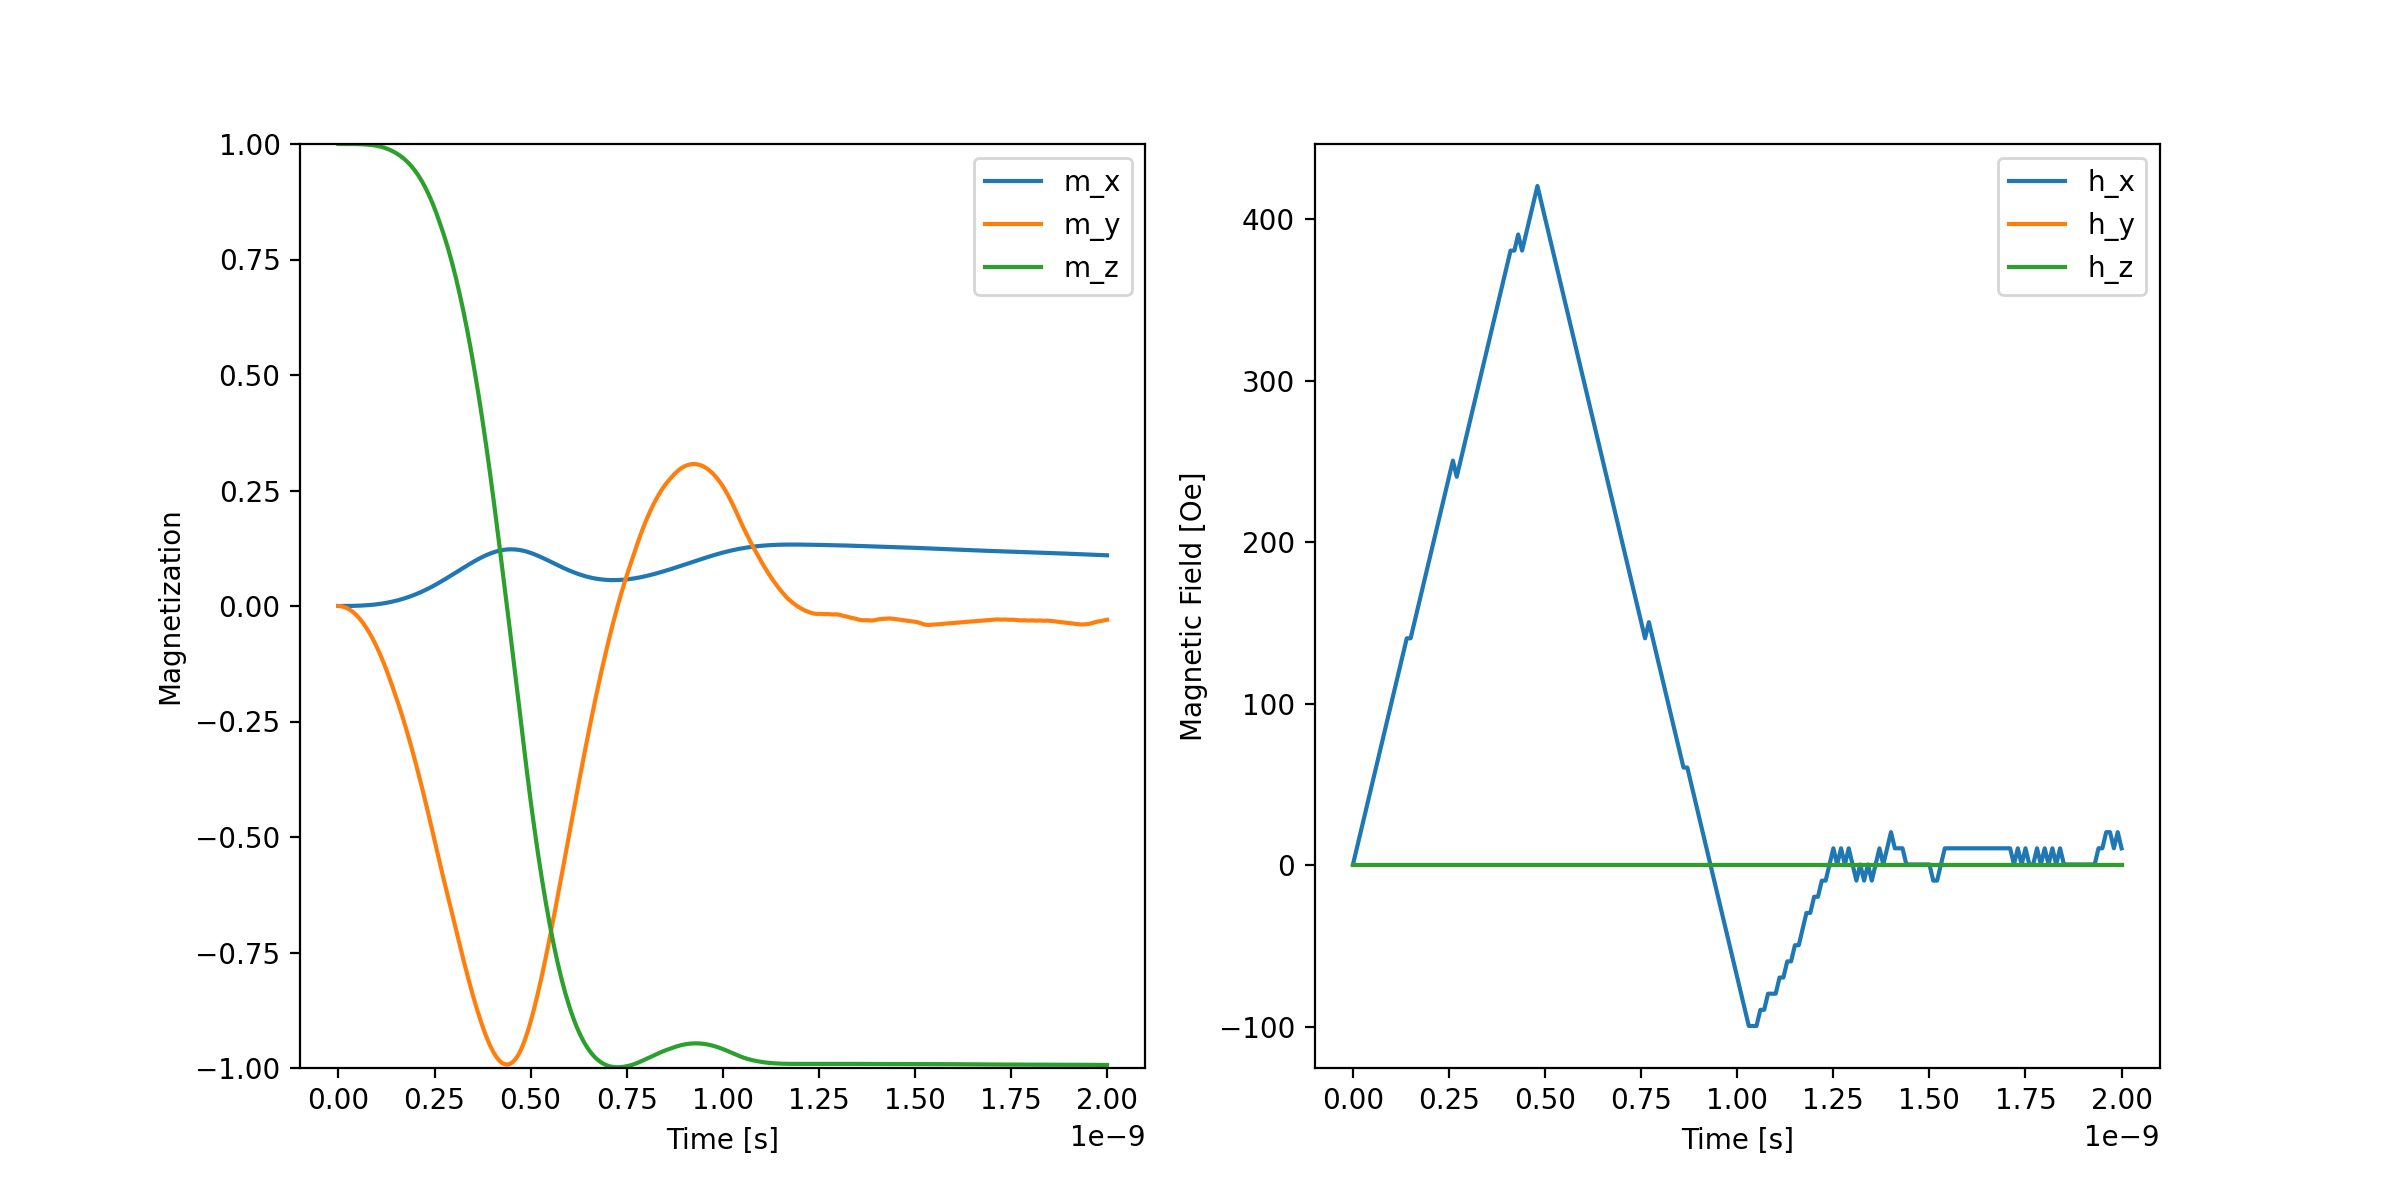 Magnetization
1.00
0.75
0.50
0.25
0.00
−0.25
−0.50
−0.75
−1.00
m_x
m_y
m_z
0.00 0.25 0.50 0.75 1.00 1.25 1.50 1.75 2.00
Time [s]
1e−9
Magnetic Field [Oe]
400
300
200
100
0
−100
h_x
h_y
h_z
0.00 0.25 0.50 0.75 1.00 1.25 1.50 1.75 2.00
Time [s]
1e−9